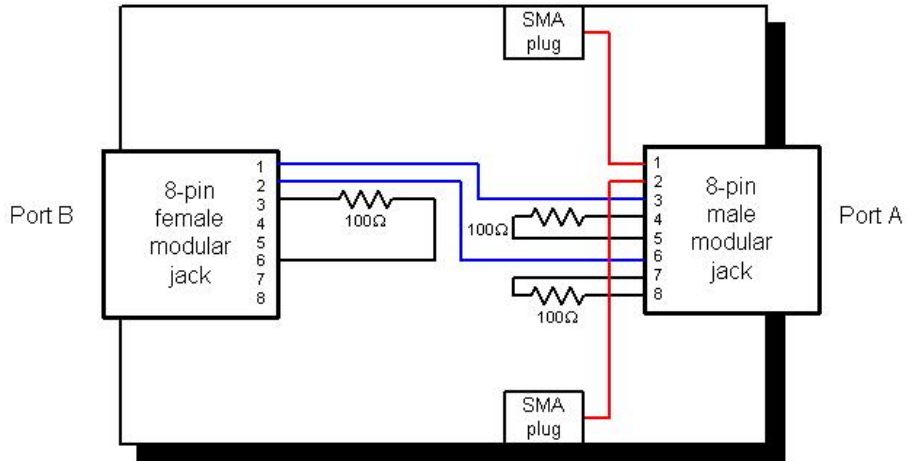 SMA
plug
Port B
8-pin
female
modular
jack
1
2
3
4
5
6
7
8
100Ω
100Ω
100Ω
1
2
3
4
5
6
7
8
8-pin
male
modular
jack
Port A
SMA
plug